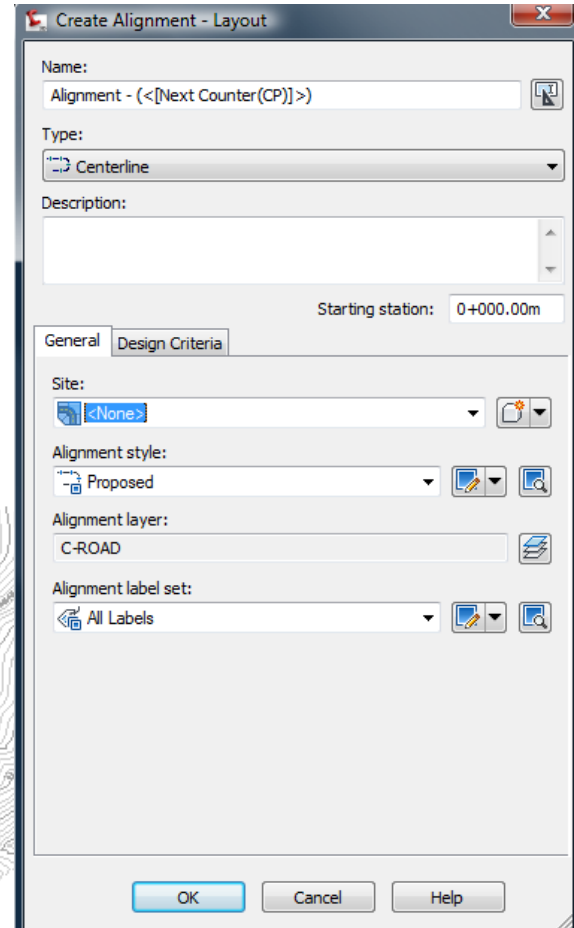 Create Alignment - Layout
Name:
Alignment - (<[Next Counter(CP)]>)
Type:
Centerline
Description:
Starting station: 0+000.00m
General Design Criteria
Site:
<None>
Alignment style:
Proposed
Alignment layer:
C-ROAD
Alignment label set:
All Labels
OK Cancel Help